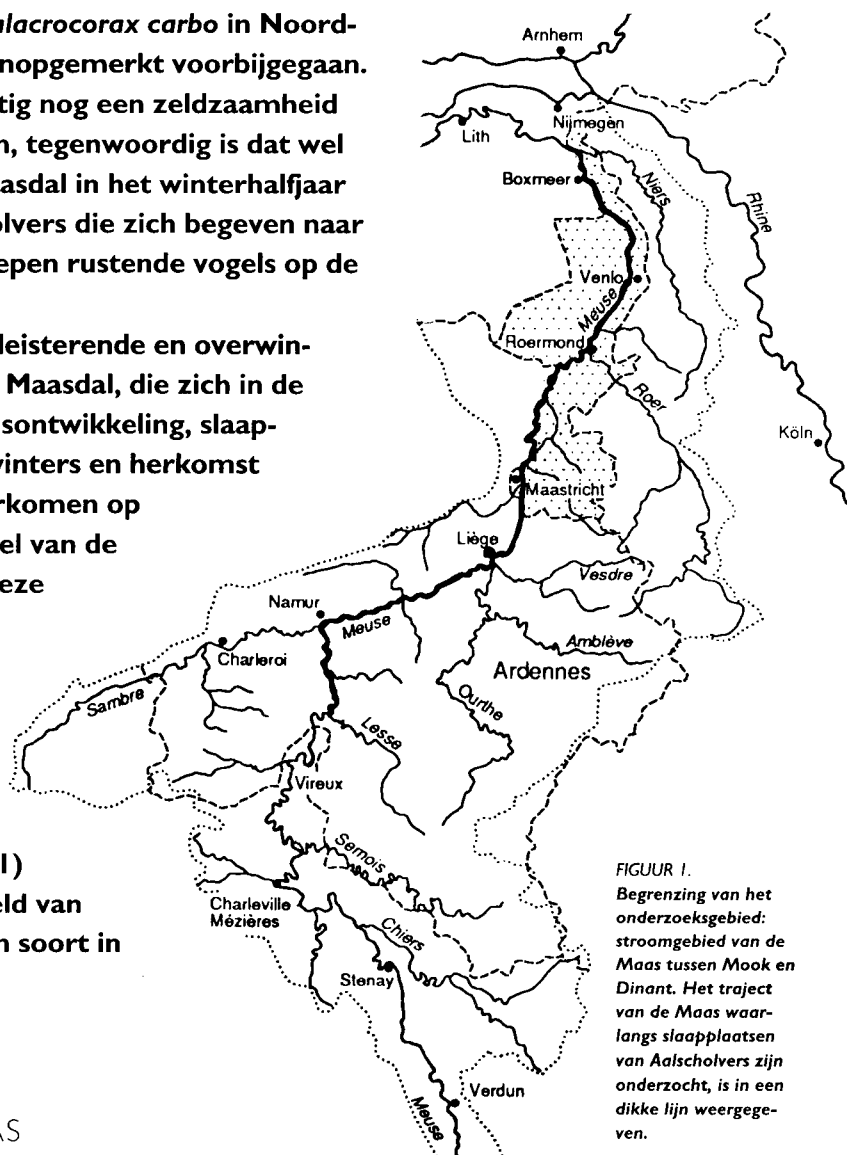 alacrocorax carbo in Noord-
nopgemerkt voorbijgegaan.
tig nog een zeldzaamheid
n, tegenwoordig is dat wel
asdal in het winterhalfjaar
olvers die zich begeven naar
epen rustende vogels op de
leisterende en overwin-
Maasdal, die zich in de
sontwikkeling, slaap-
vinters en herkomst
rkomen op
el van de
eze
l)
eld van
n soort in
AS
Arnhem
Nijmegen
Lith
Boxmeer
Niers
Rhine
Venlo
Meuse
Roermond
Roer
Köln
Maastricht
Liège
Vesdre
Namur
Meuse
Amblève
Charleroi
Ardennes
Sambre
Ourthe
Lesse
Vireux
Semois
Charleville
Mézières
Chiers
Stenay
Verdun
Meuse
FIGUUR 1.
Begrenzing van het
onderzoeksgebied:
stroomgebied van de
Maas tussen Mook en
Dinant. Het traject
van de Maas waar-
langs slaapplaatsen
van Aalscholvers zijn
onderzocht, is in een
dikke lijn weergege-
ven.